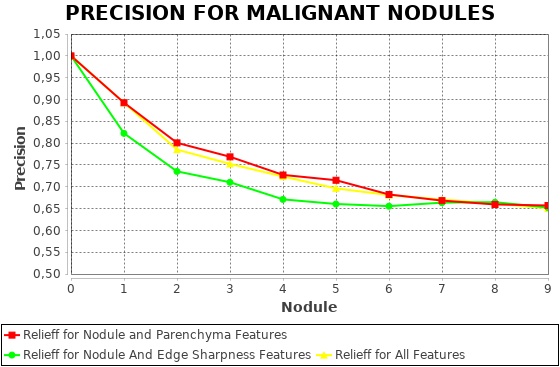 PRECISION FOR MALIGNANT NODULES
1,05
1,00
0,95
0,90
0,85
0,80
0,75
0,70
0,65
0,60
0,55
0,50
Precision
0 1 2 3 4 5 6 7 8 9
Nodule
Relieff for Nodule and Parenchyma Features
Relieff for Nodule And Edge Sharpness Features Relieff for All Features